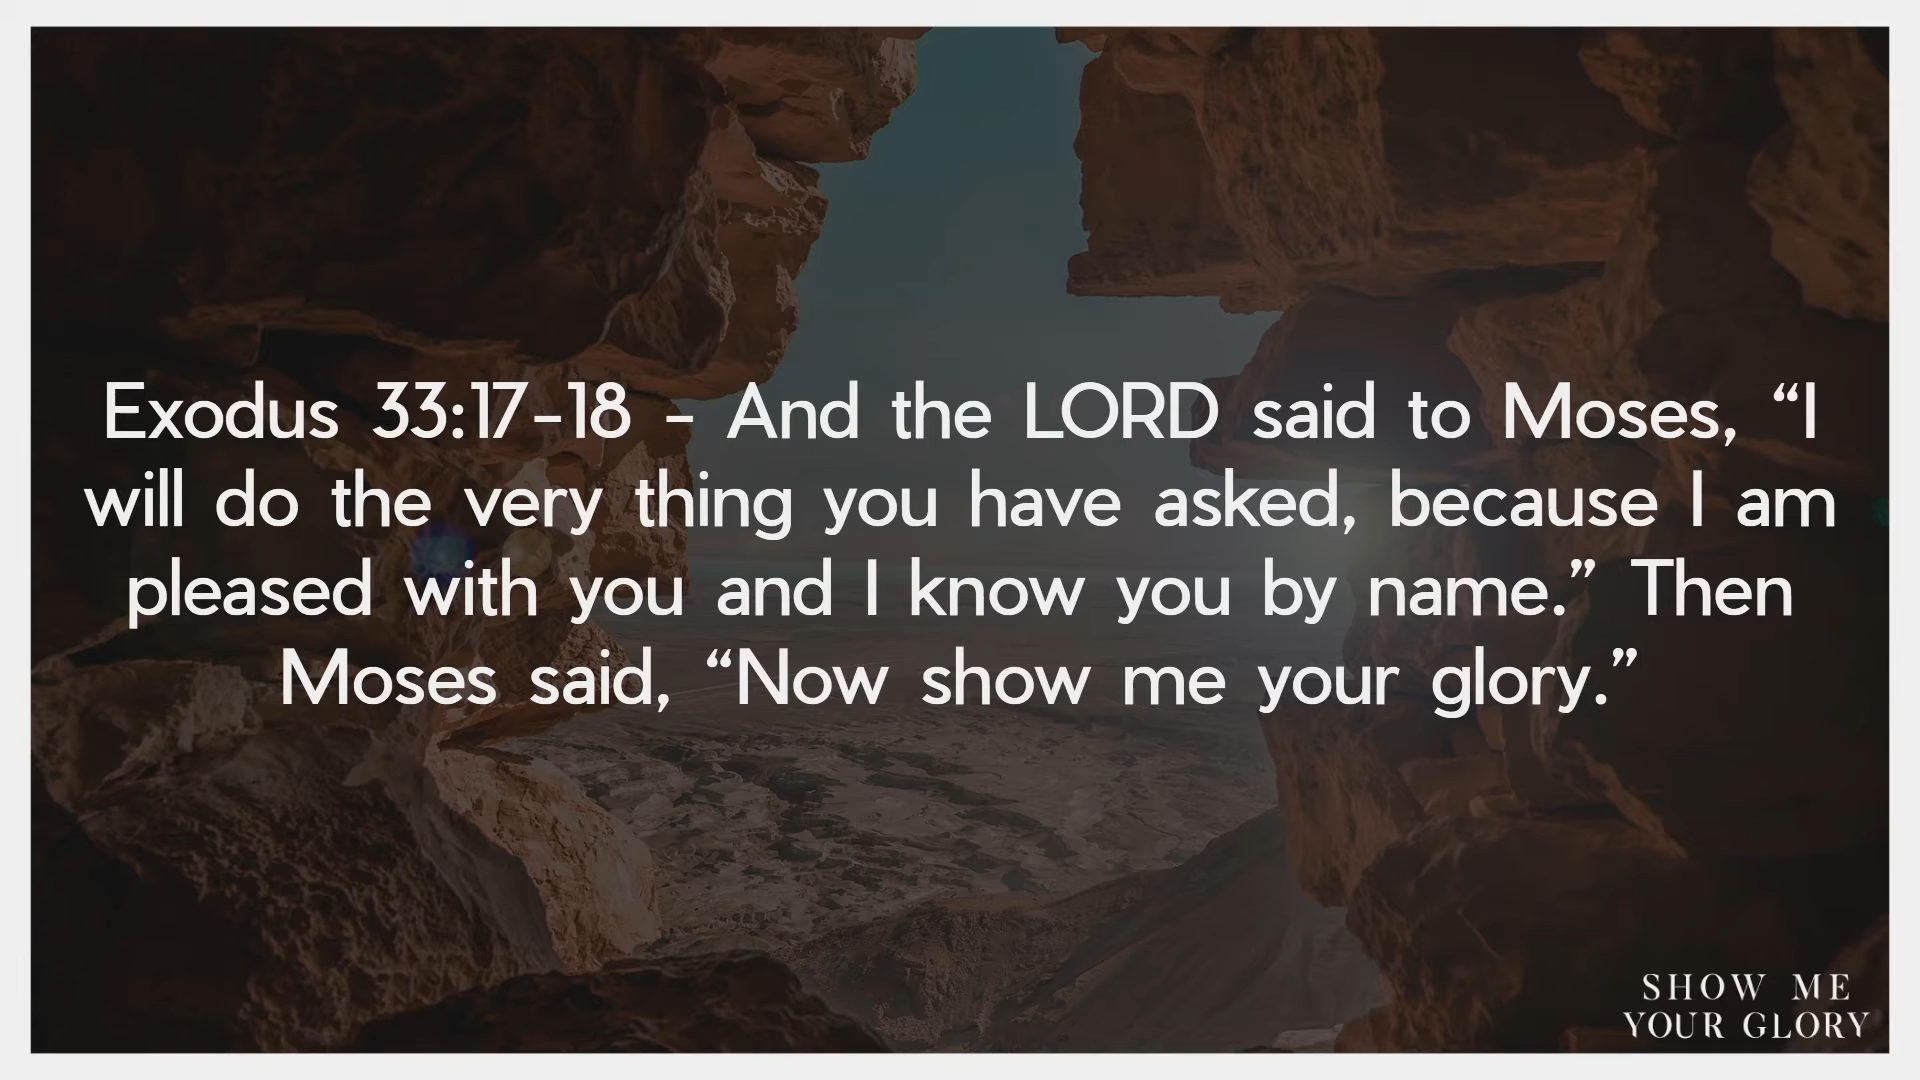 Exodus 33:17-18 - And the LORD said to Moses, “I
will do the very thing you have asked, because I am
pleased with you and I know you by name.” Then
Moses said, “Now show me your glory.”
SHOW ME
YOUR GLORY